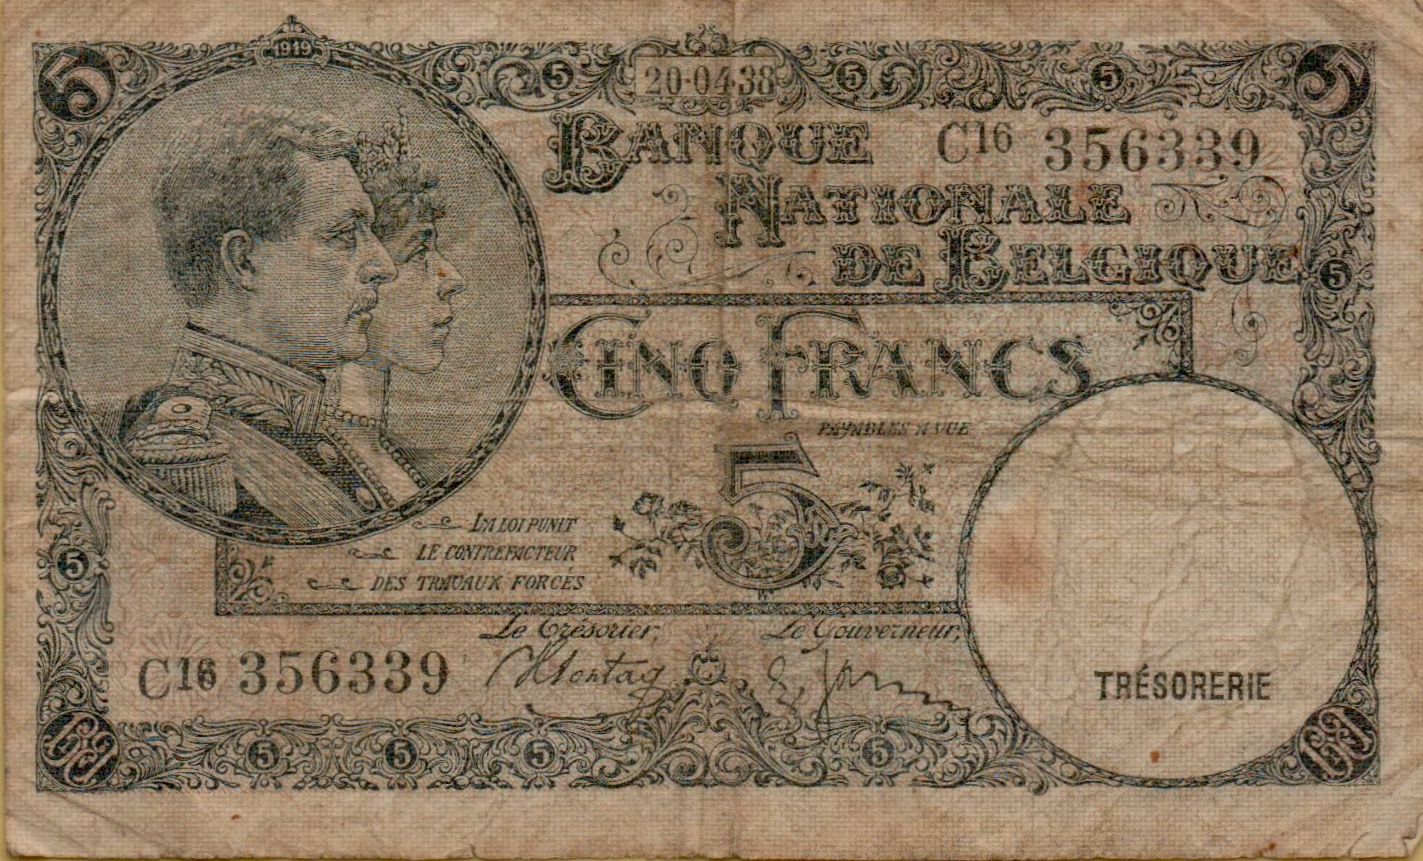 1919
5
5
20-04-38
5
5
5
BANQUE
C16 356339
NATIONALE
DE BELGIQUE
5
CINQ FRANCS
PAYABLES A VUE
5
LA LOI PUNIT
LE CONTREFACTEUR
DES TRAVAUX FORCÉS
5
Le Trésorier,
Le Gouverneur,
C16 356339
TRÉSORERIE
5
5
5
5
5
5